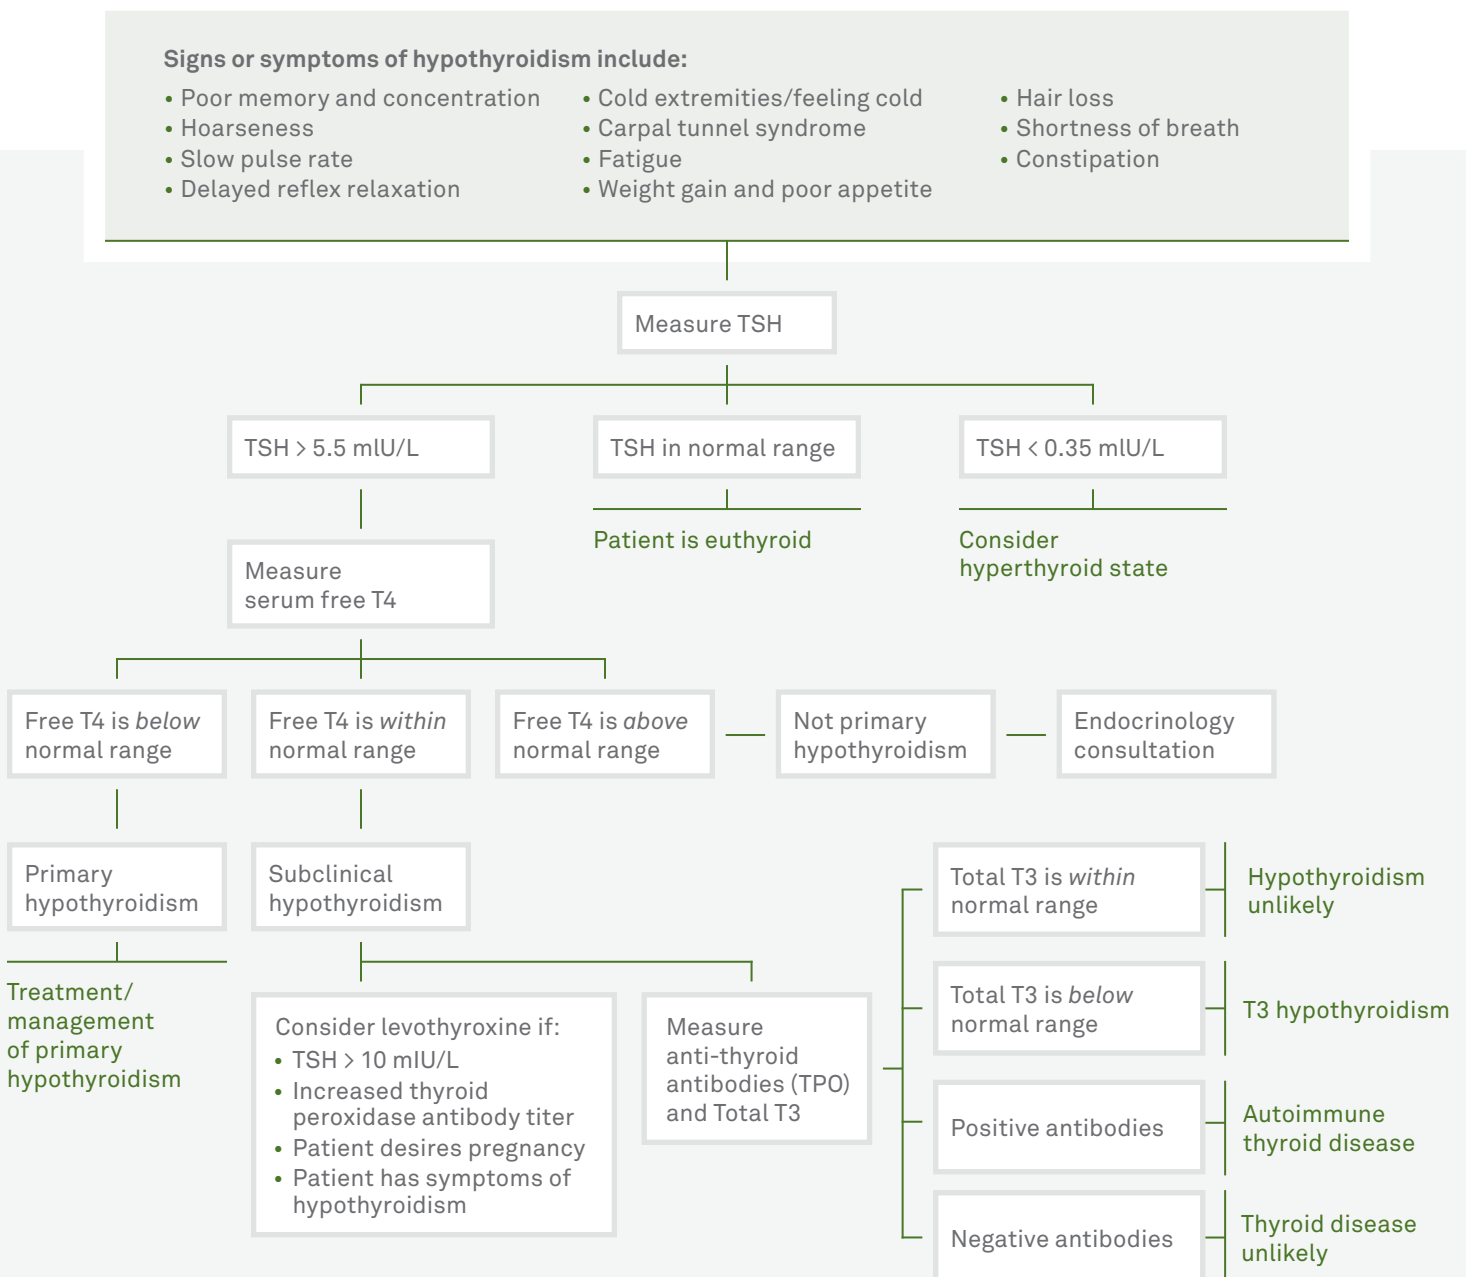 Signs or symptoms of hypothyroidism include:
• Poor memory and concentration
• Hoarseness
• Slow pulse rate
• Delayed reflex relaxation
• Cold extremities/feeling cold
• Carpal tunnel syndrome
• Fatigue
• Weight gain and poor appetite
• Hair loss
• Shortness of breath
• Constipation
Measure TSH
TSH > 5.5 mlU/L
TSH in normal range
TSH < 0.35 mlU/L
Patient is euthyroid
Consider
hyperthyroid state
Measure
serum free T4
Free T4 is below
normal range
Free T4 is within
normal range
Free T4 is above
normal range
Not primary
hypothyroidism
Endocrinology
consultation
Primary
hypothyroidism
Subclinical
hypothyroidism
Treatment/
management
of primary
hypothyroidism
Consider levothyroxine if:
• TSH > 10 mIU/L
• Increased thyroid
peroxidase antibody titer
• Patient desires pregnancy
• Patient has symptoms of
hypothyroidism
Measure
anti-thyroid
antibodies (TPO)
and Total T3
Total T3 is within
normal range
Hypothyroidism
unlikely
Total T3 is below
normal range
T3 hypothyroidism
Positive antibodies
Autoimmune
thyroid disease
Negative antibodies
Thyroid disease
unlikely